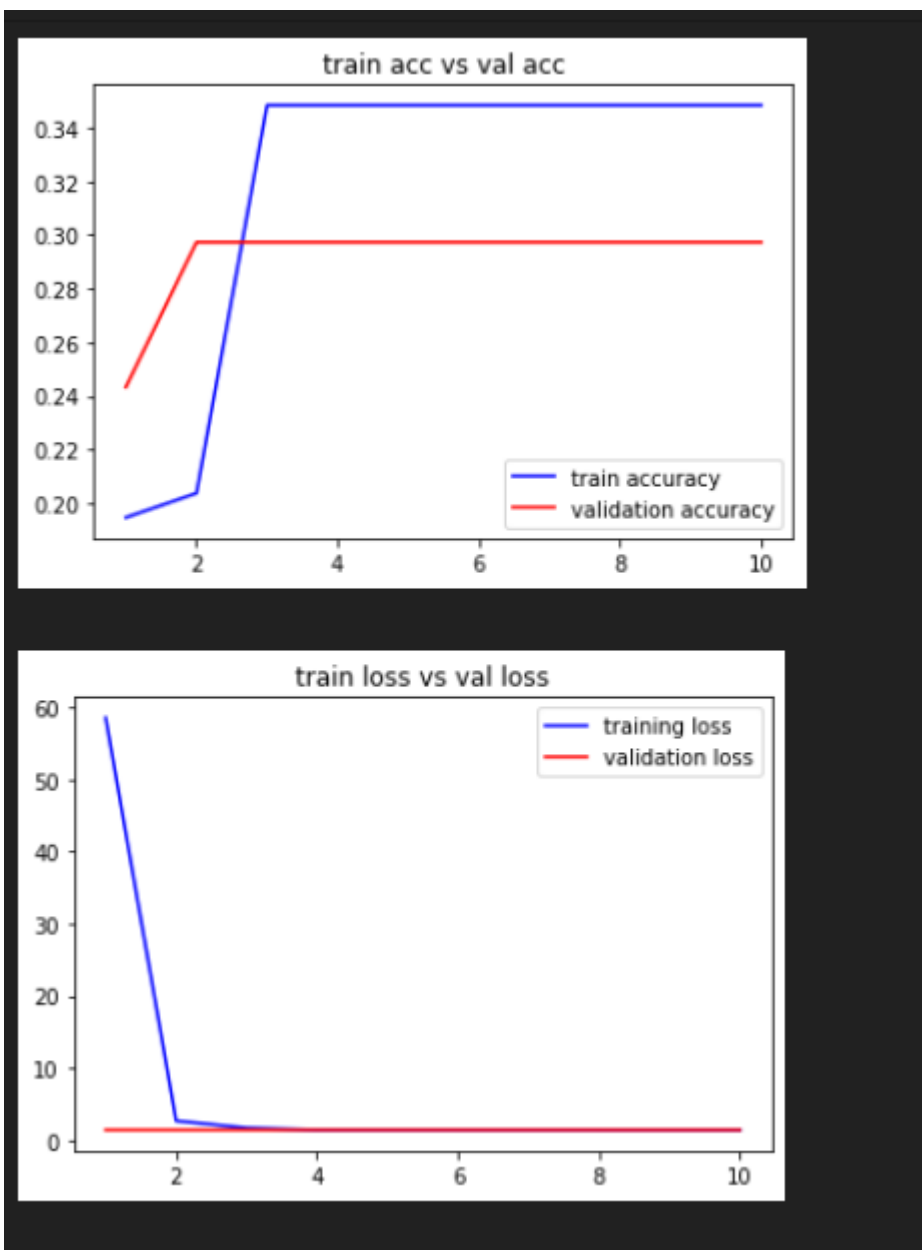 train acc vs val acc
0.34
0.32
0.30
0.28
0.26
0.24
0.22
0.20
train accuracy
validation accuracy
2 4 6 8 10
train loss vs val loss
60
50
40
30
20
10
0
training loss
validation loss
2 4 6 8 10